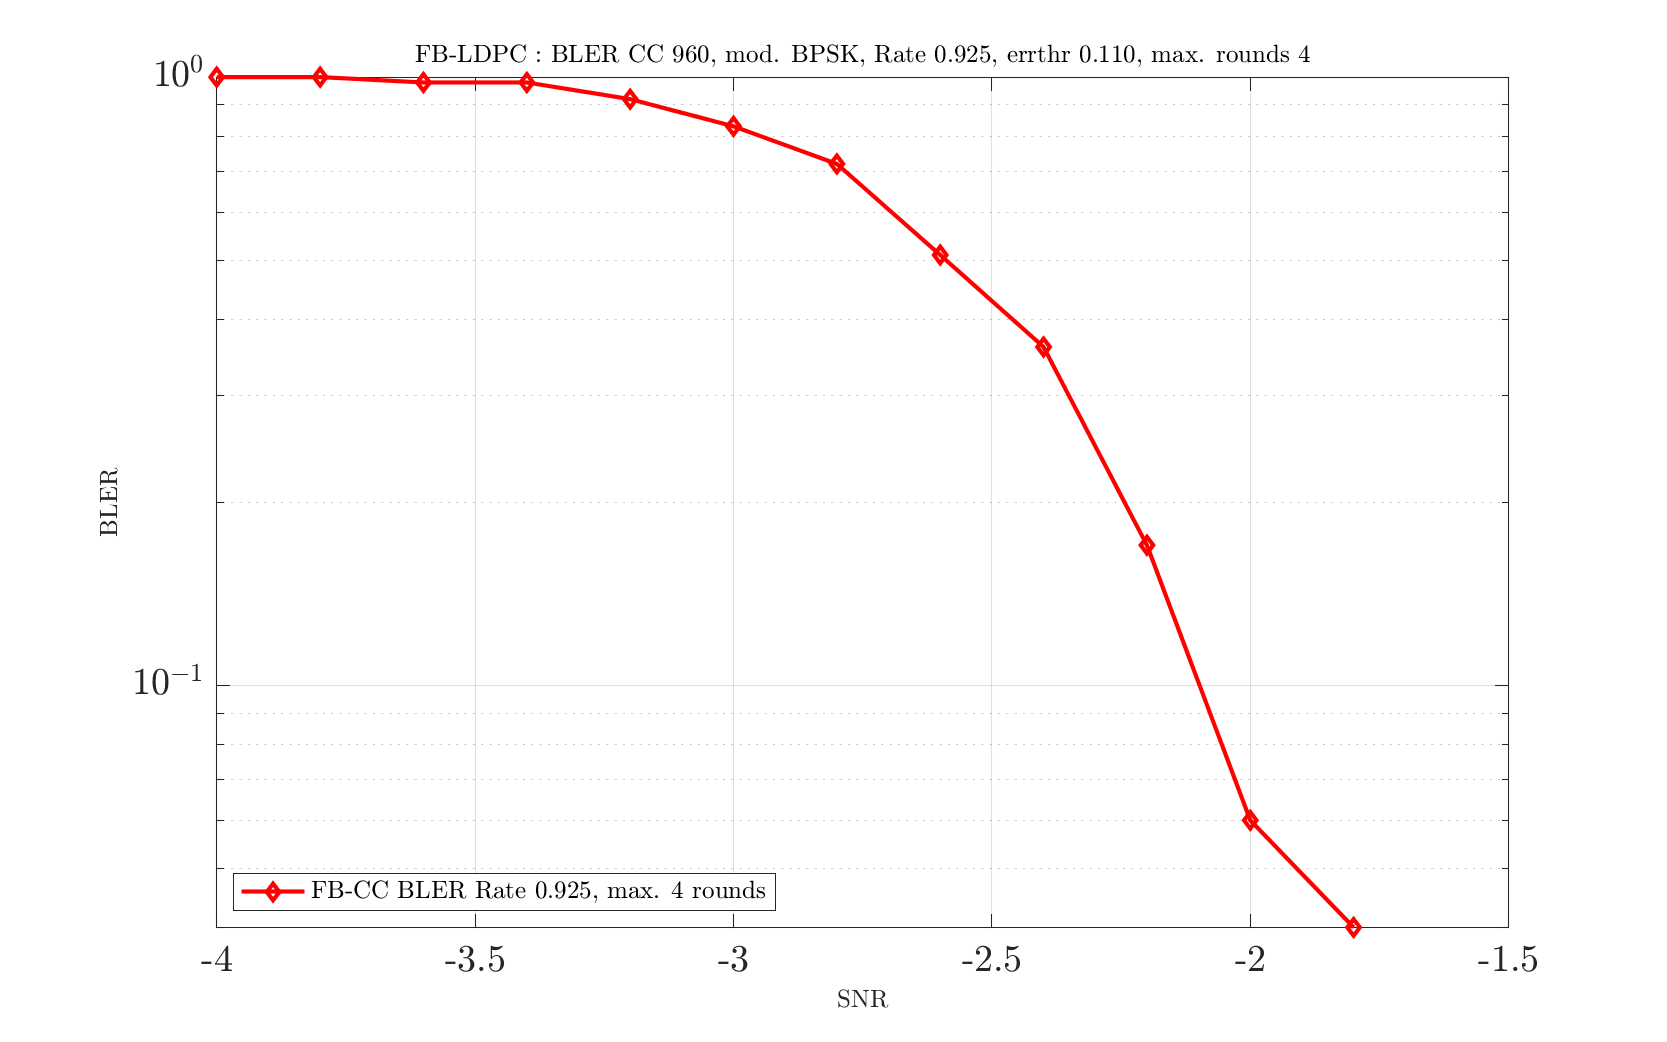 FB-LDPC : BLER CC 960, mod. BPSK, Rate 0.925, errthr 0.110, max. rounds 4
10⁰
10⁻¹
BLER
FB-CC BLER Rate 0.925, max. 4 rounds
-4 -3.5 -3 -2.5 -2 -1.5
SNR